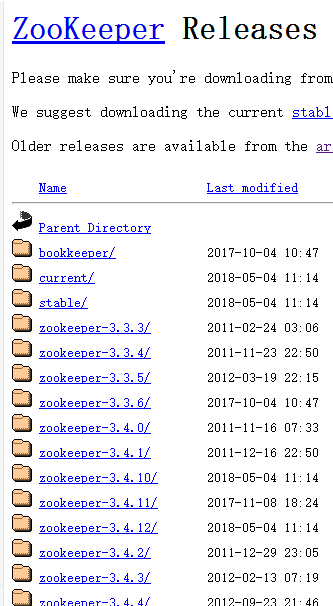 ZooKeeper Releases
Please make sure you're downloading from
We suggest downloading the current stabl
Older releases are available from the ar
Name Last modified
Parent Directory
bookkeeper/ 2017-10-04 10:47
current/ 2018-05-04 11:14
stable/ 2018-05-04 11:14
zookeeper-3.3.3/ 2011-02-24 03:06
zookeeper-3.3.4/ 2011-11-23 22:50
zookeeper-3.3.5/ 2012-03-19 22:15
zookeeper-3.3.6/ 2017-10-04 10:47
zookeeper-3.4.0/ 2011-11-16 07:33
zookeeper-3.4.1/ 2011-12-16 22:50
zookeeper-3.4.10/ 2018-05-04 11:14
zookeeper-3.4.11/ 2017-11-08 18:24
zookeeper-3.4.12/ 2018-05-04 11:14
zookeeper-3.4.2/ 2011-12-29 23:05
zookeeper-3.4.3/ 2012-02-13 07:19
zookeeper-3.4.4/ 2012-09-23 21:46